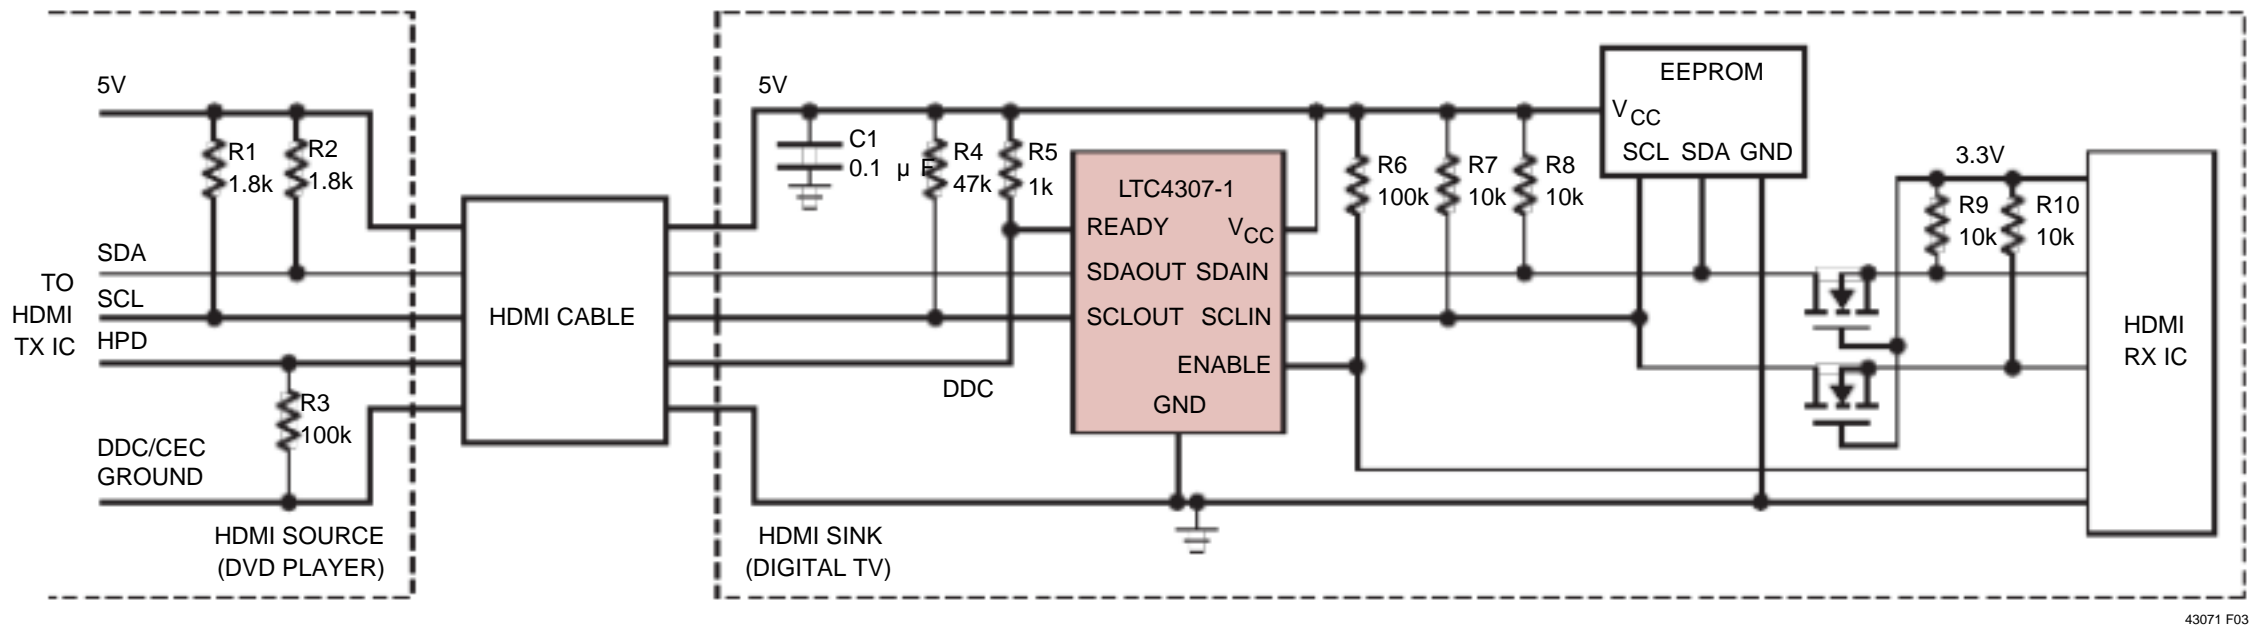 5V
R1
1.8k
R2
1.8k
SDA
TO
HDMI
TX IC
SCL
HPD
R3
100k
DDC/CEC
GROUND
HDMI SOURCE
(DVD PLAYER)
HDMI CABLE
5V
C1
0.1 µ F
R4
47k
R5
1k
DDC
HDMI SINK
(DIGITAL TV)
LTC4307-1
READY
VCC
SDAOUT SDAIN
SCLOUT SCLIN
ENABLE
GND
R6
100k
R7
10k
R8
10k
EEPROM
VCC
SCL SDA GND
3.3V
R9
10k
R10
10k
HDMI
RX IC
43071 F03